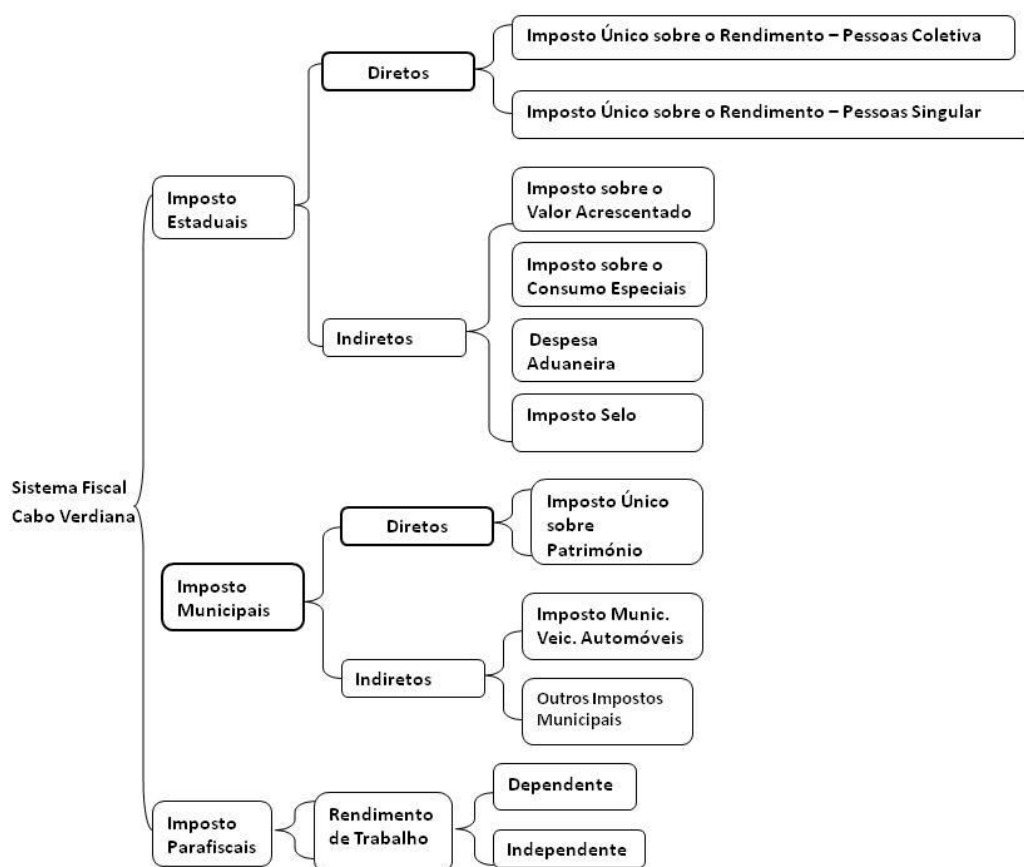 Sistema Fiscal
Cabo Verdiana
Imposto
Estaduais
Diretos
Imposto Único sobre o Rendimento – Pessoas Coletiva
Imposto Único sobre o Rendimento – Pessoas Singular
Indiretos
Imposto sobre o
Valor Acrescentado
Imposto sobre o
Consumo Especiais
Despesa
Aduaneira
Imposto Selo
Imposto
Municipais
Diretos
Imposto Único
sobre
Património
Indiretos
Imposto Munic.
Veic. Automóveis
Outros Impostos
Municipais
Imposto
Parafiscais
Rendimento
de Trabalho
Dependente
Independente